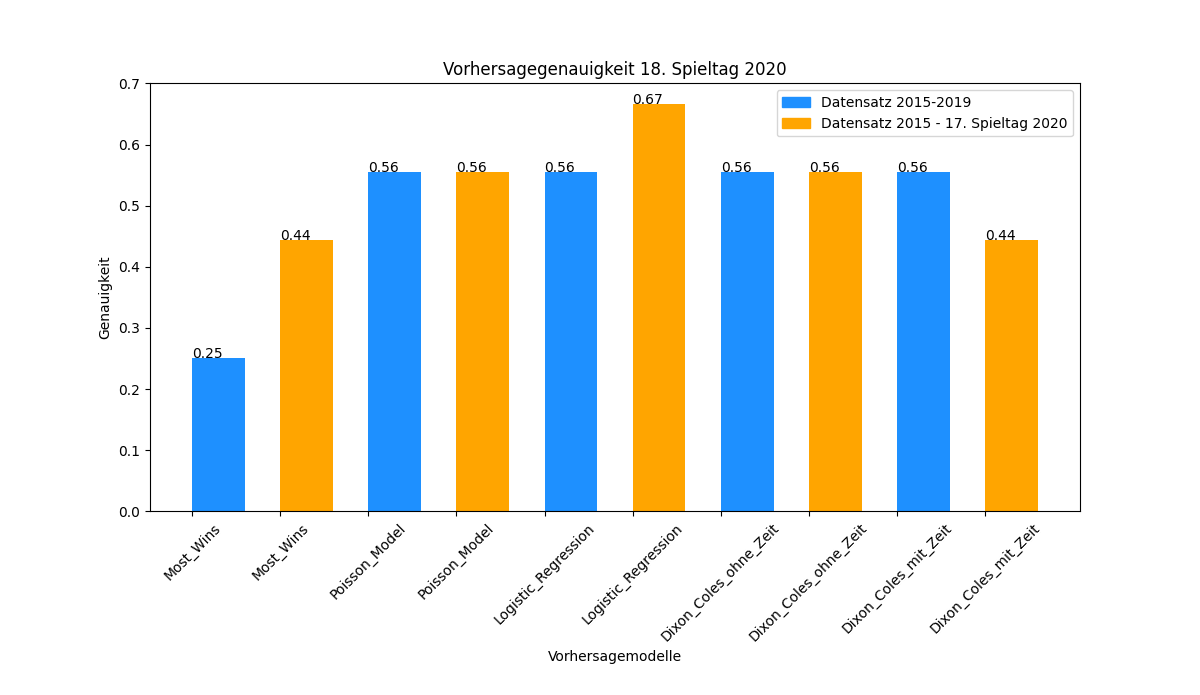 Vorhersagegenauigkeit 18. Spieltag 2020
Datensatz 2015-2019
Datensatz 2015 - 17. Spieltag 2020
Genauigkeit
0.7
0.6
0.5
0.4
0.3
0.2
0.1
0.0
0.25
0.44
0.56
0.56
0.56
0.67
0.56
0.56
0.56
0.44
Most_Wins
Most_Wins
Poisson_Model
Poisson_Model
Logistic_Regression
Logistic_Regression
Dixon_Coles_ohne_Zeit
Dixon_Coles_ohne_Zeit
Dixon_Coles_mit_Zeit
Dixon_Coles_mit_Zeit
Vorhersagemodelle